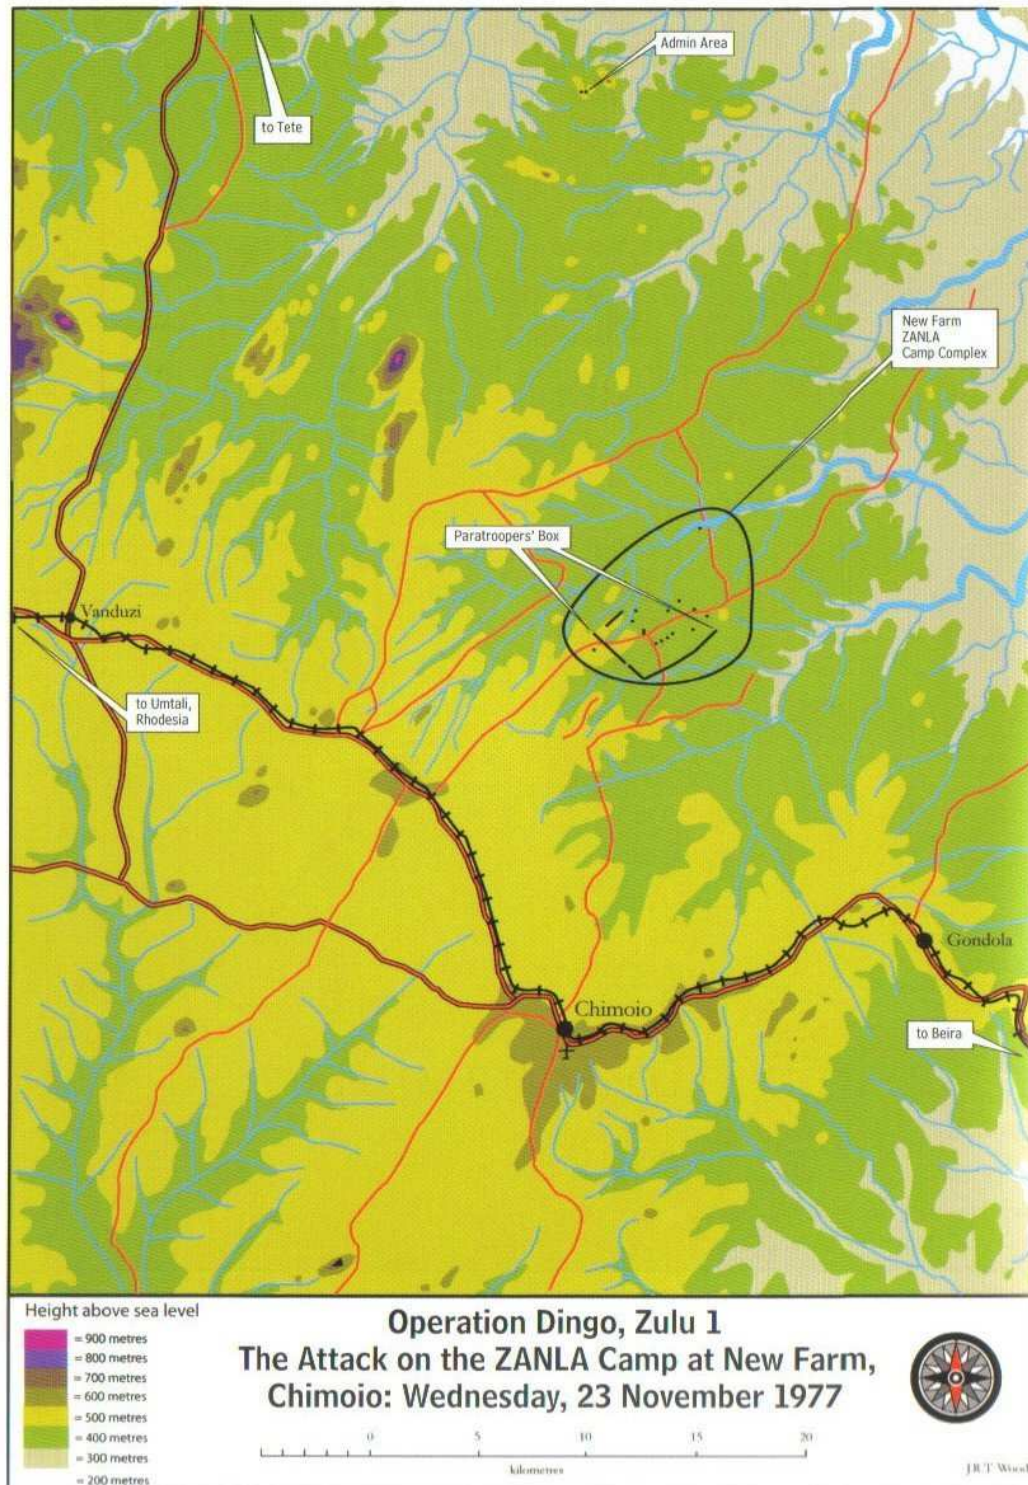 Admin Area
to Tete
New Farm
ZANLA
Camp Complex
Paratroopers' Box
Vanduzi
to Umtali,
Rhodesia
Gondola
Chimoio
to Beira
Height above sea level
= 900 metres
= 800 metres
= 700 metres
= 600 metres
= 500 metres
= 400 metres
= 300 metres
= 200 metres
Operation Dingo, Zulu 1
The Attack on the ZANLA Camp at New Farm,
Chimoio: Wednesday, 23 November 1977
0 5 10 15 20
kilometres
J.R.T Wood